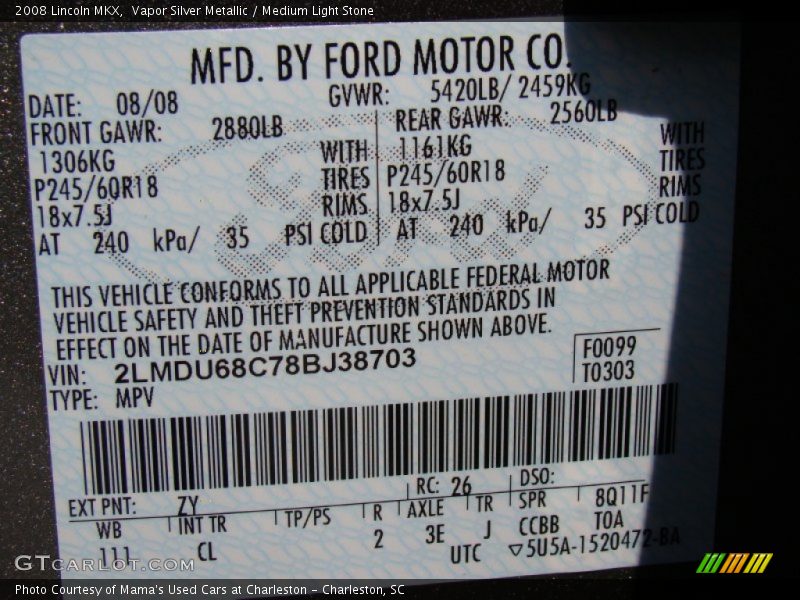 2008 Lincoln MKX, Vapor Silver Metallic / Medium Light Stone
MFD. BY FORD MOTOR CO.
DATE: 08/08 GVWR: 5420LB/ 2459KG
FRONT GAWR: 2880LB REAR GAWR: 2560LB
1306KG WITH 1161KG WITH
P245/60R18 TIRES P245/60R18 TIRES
18x7.5J RIMS 18x7.5J RIMS
AT 240 kPa/ 35 PSI COLD AT 240 kPa/ 35 PSI COLD
THIS VEHICLE CONFORMS TO ALL APPLICABLE FEDERAL MOTOR
VEHICLE SAFETY AND THEFT PREVENTION STANDARDS IN
EFFECT ON THE DATE OF MANUFACTURE SHOWN ABOVE.
VIN: 2LMDU68C78BJ38703 F0099
TYPE: MPV T0303
EXT PNT: ZY RC: 26 DSO:
WB INT TR TP/PS R AXLE TR SPR 8Q11F
111 CL 2 3E J CCBB TOA
UTC ▽5U5A-1520472-BA
GTCarLot.com
Photo Courtesy of Mama's Used Cars at Charleston - Charleston, SC